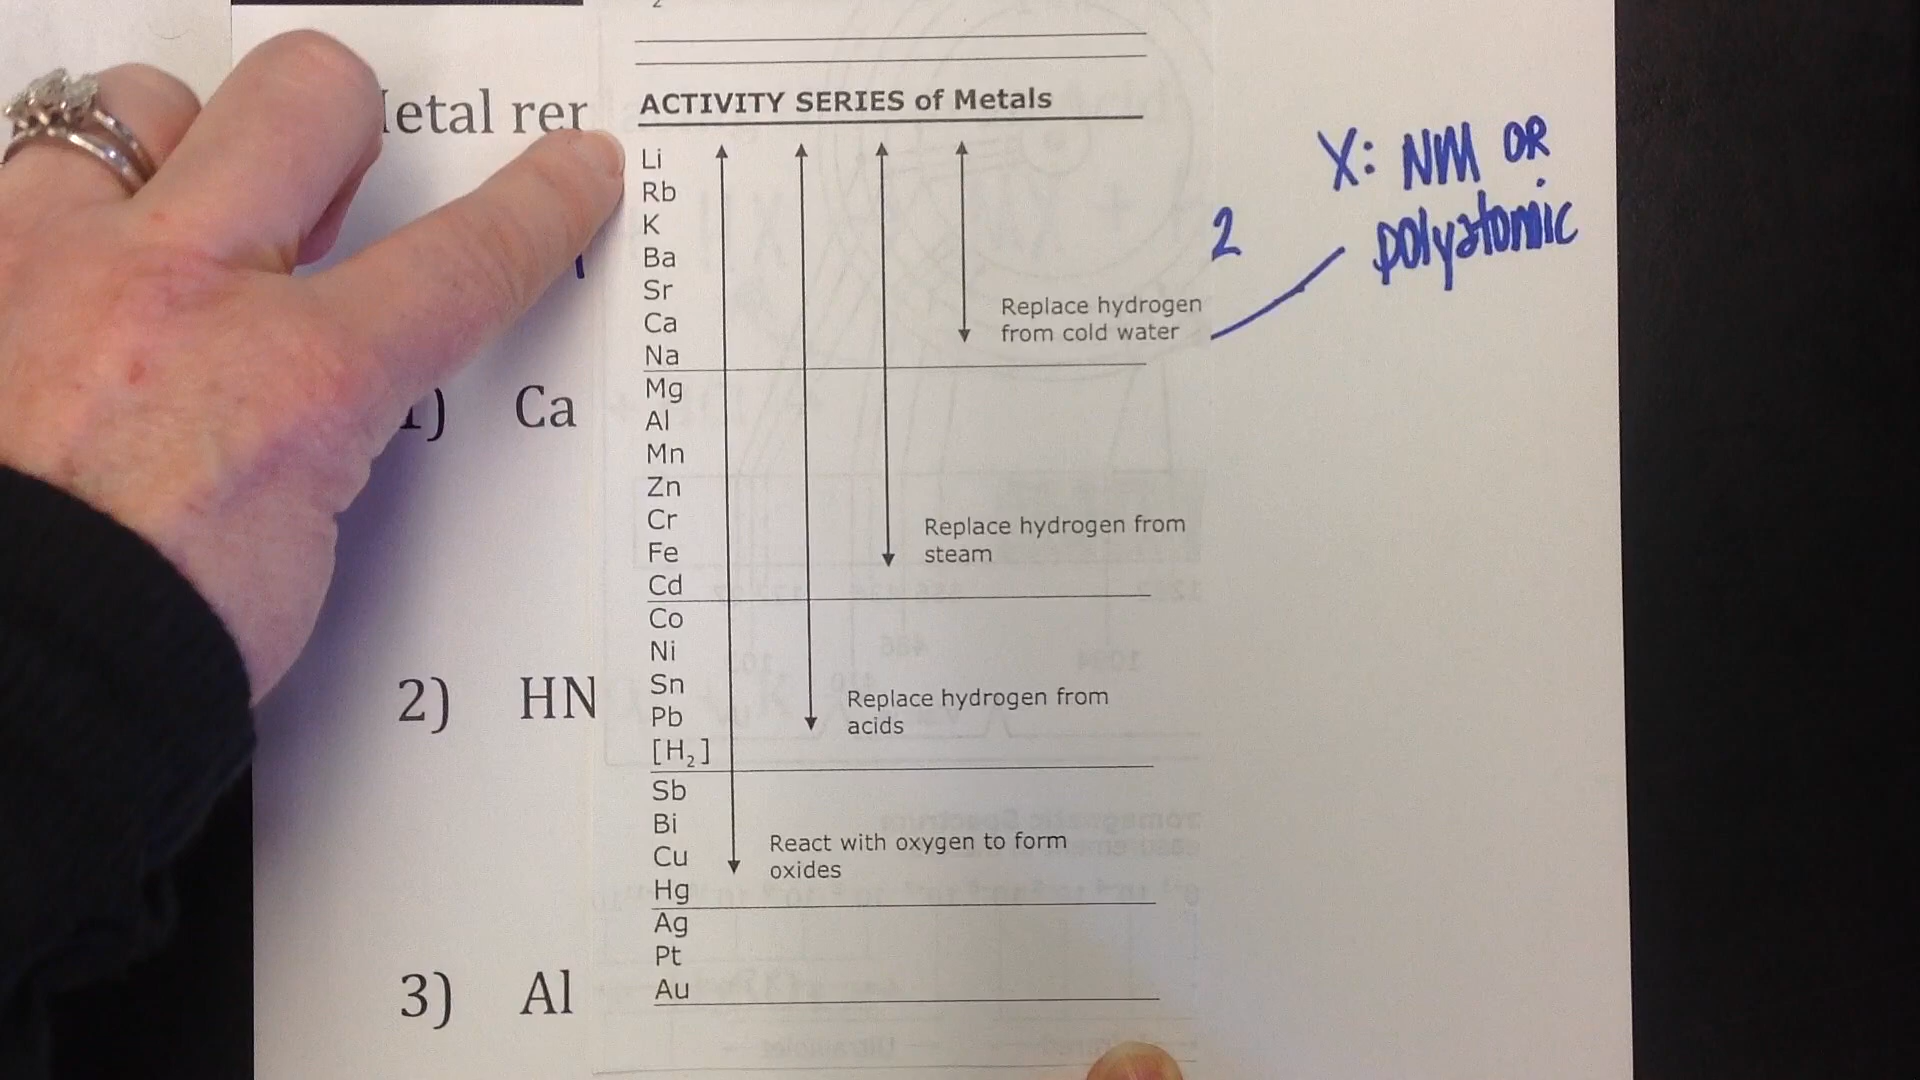 2
etal rer
ACTIVITY SERIES of Metals
X: NM OR
polyatomic
2
Li
Rb
K
Ba
Sr
Ca
Na
Replace hydrogen
from cold water
Mg
Al
Mn
Zn
Cr
Fe
Cd
Replace hydrogen from
steam
Co
Ni
Sn
Pb
[H₂]
Replace hydrogen from
acids
Sb
Bi
Cu
Hg
React with oxygen to form
oxides
Ag
Pt
Au
1) Ca
2) HN
3) Al